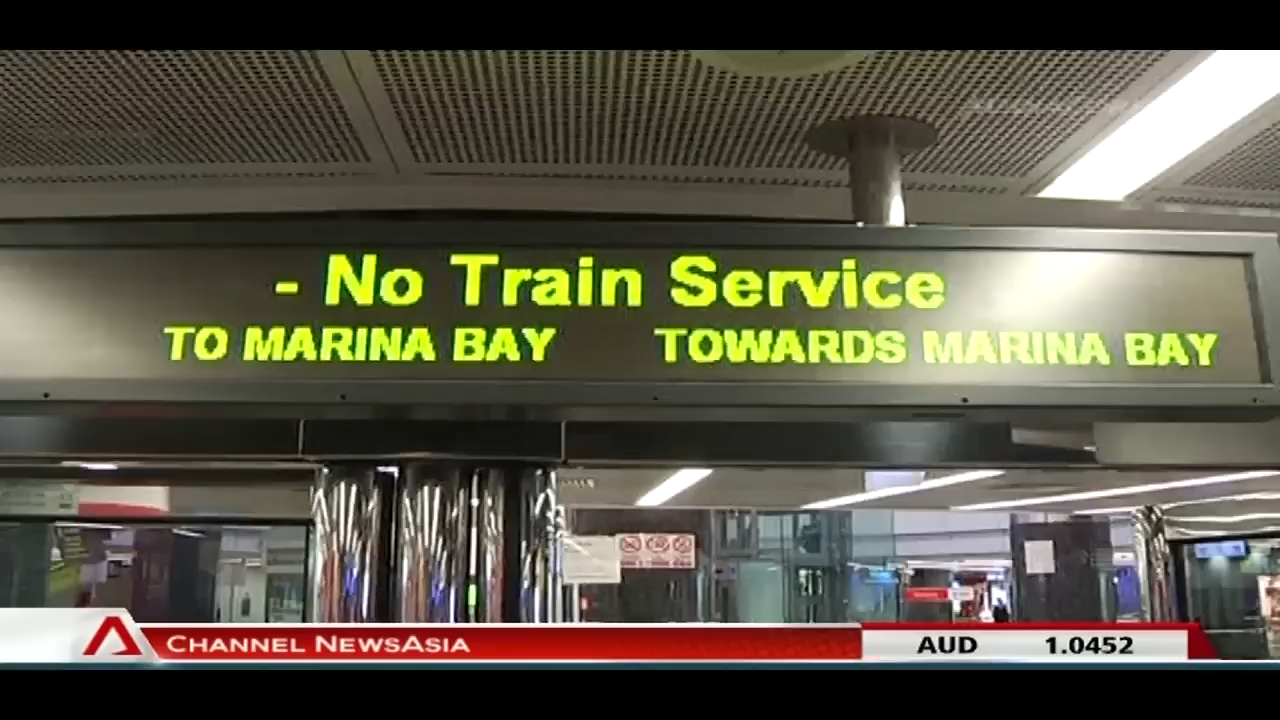 - No Train Service
TO MARINA BAY TOWARDS MARINA BAY
CHANNEL NEWSASIA
AUD 1.0452